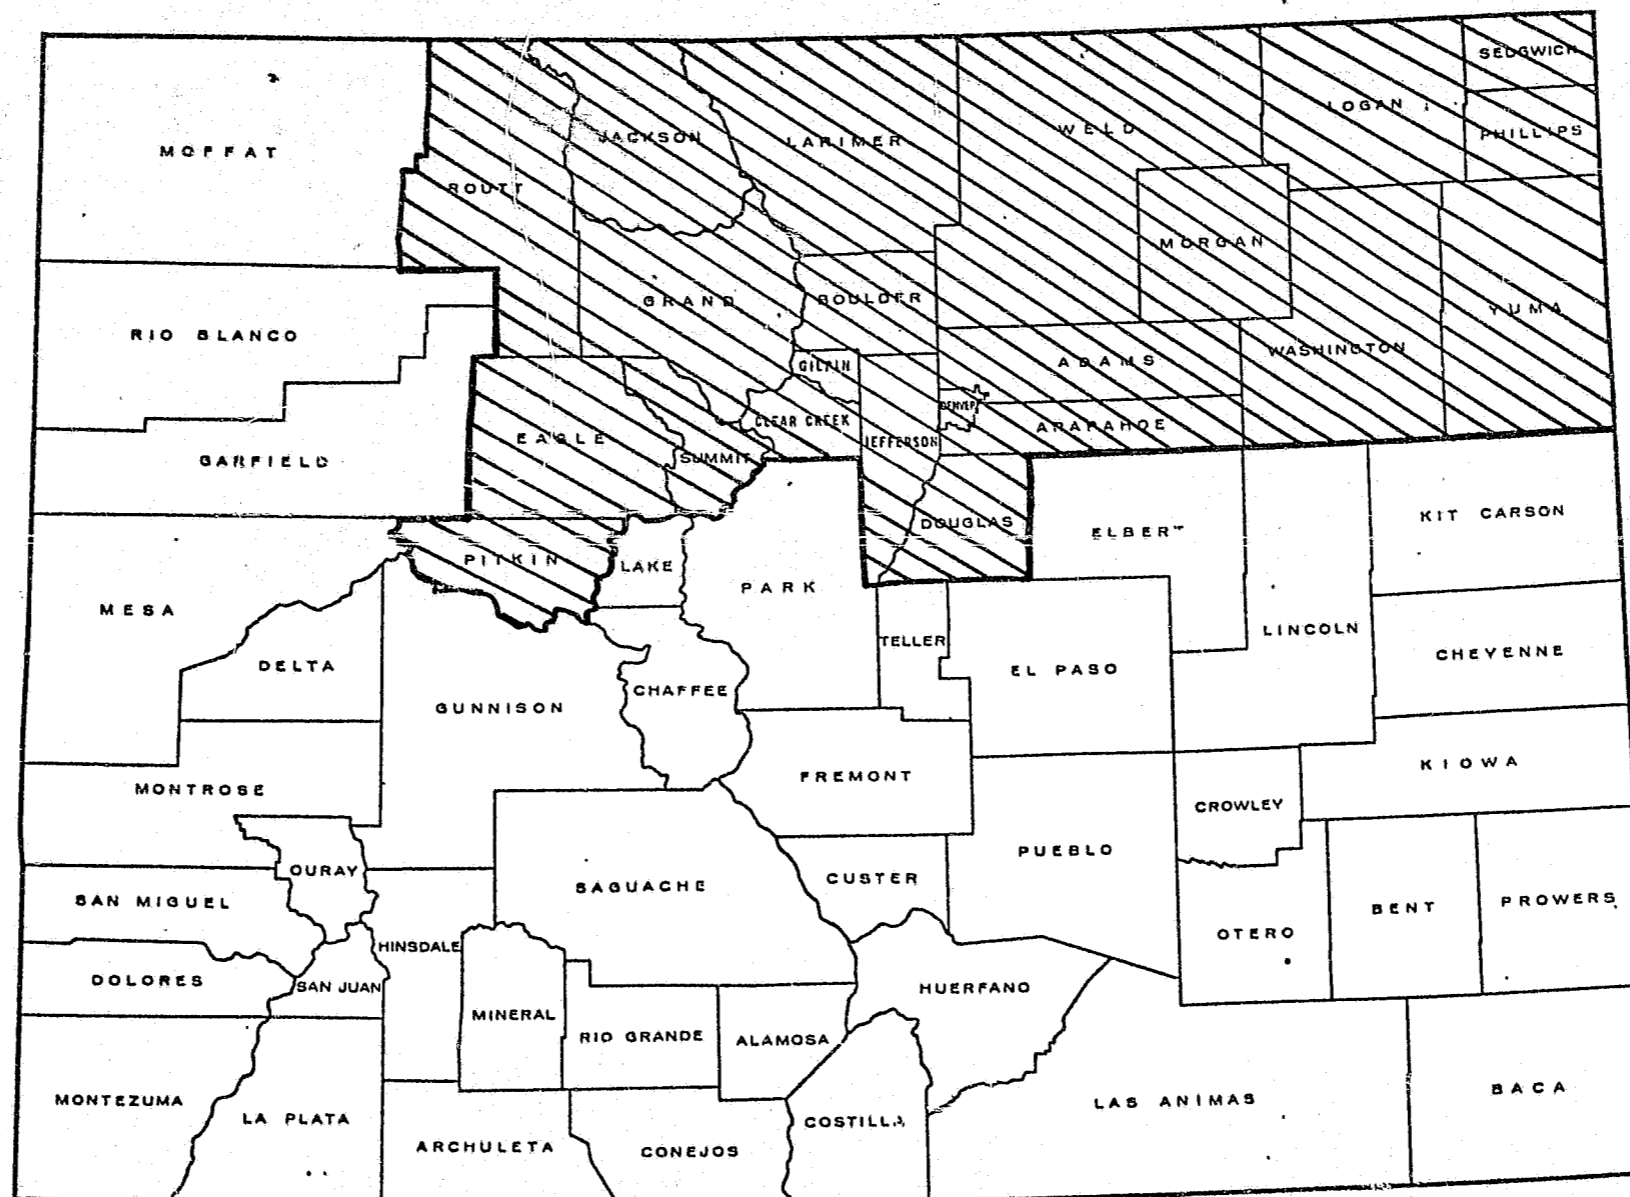 SEDGWICK
LOGAN
PHILLIPS
WELD
JACKSON
LARIMER
MOFFAT
ROUTT
MORGAN
GRAND
BOULDER
YUMA
RIO BLANCO
WASHINGTON
ADAMS
GILPIN
DENVER
CLEAR CREEK
ARAPAHOE
EAGLE
JEFFERSON
SUMMIT
GARFIELD
KIT CARSON
DOUGLAS
ELBERT
PITKIN
LAKE
PARK
MESA
LINCOLN
TELLER
CHEYENNE
DELTA
EL PASO
CHAFFEE
GUNNISON
KIOWA
FREMONT
MONTROSE
CROWLEY
PUEBLO
OURAY
CUSTER
SAGUACHE
SAN MIGUEL
PROWERS
BENT
OTERO
HINSDALE
DOLORES
SAN JUAN
HUERFANO
MINERAL
RIO GRANDE
ALAMOSA
BACA
MONTEZUMA
LAS ANIMAS
LA PLATA
COSTILLA
ARCHULETA
CONEJOS